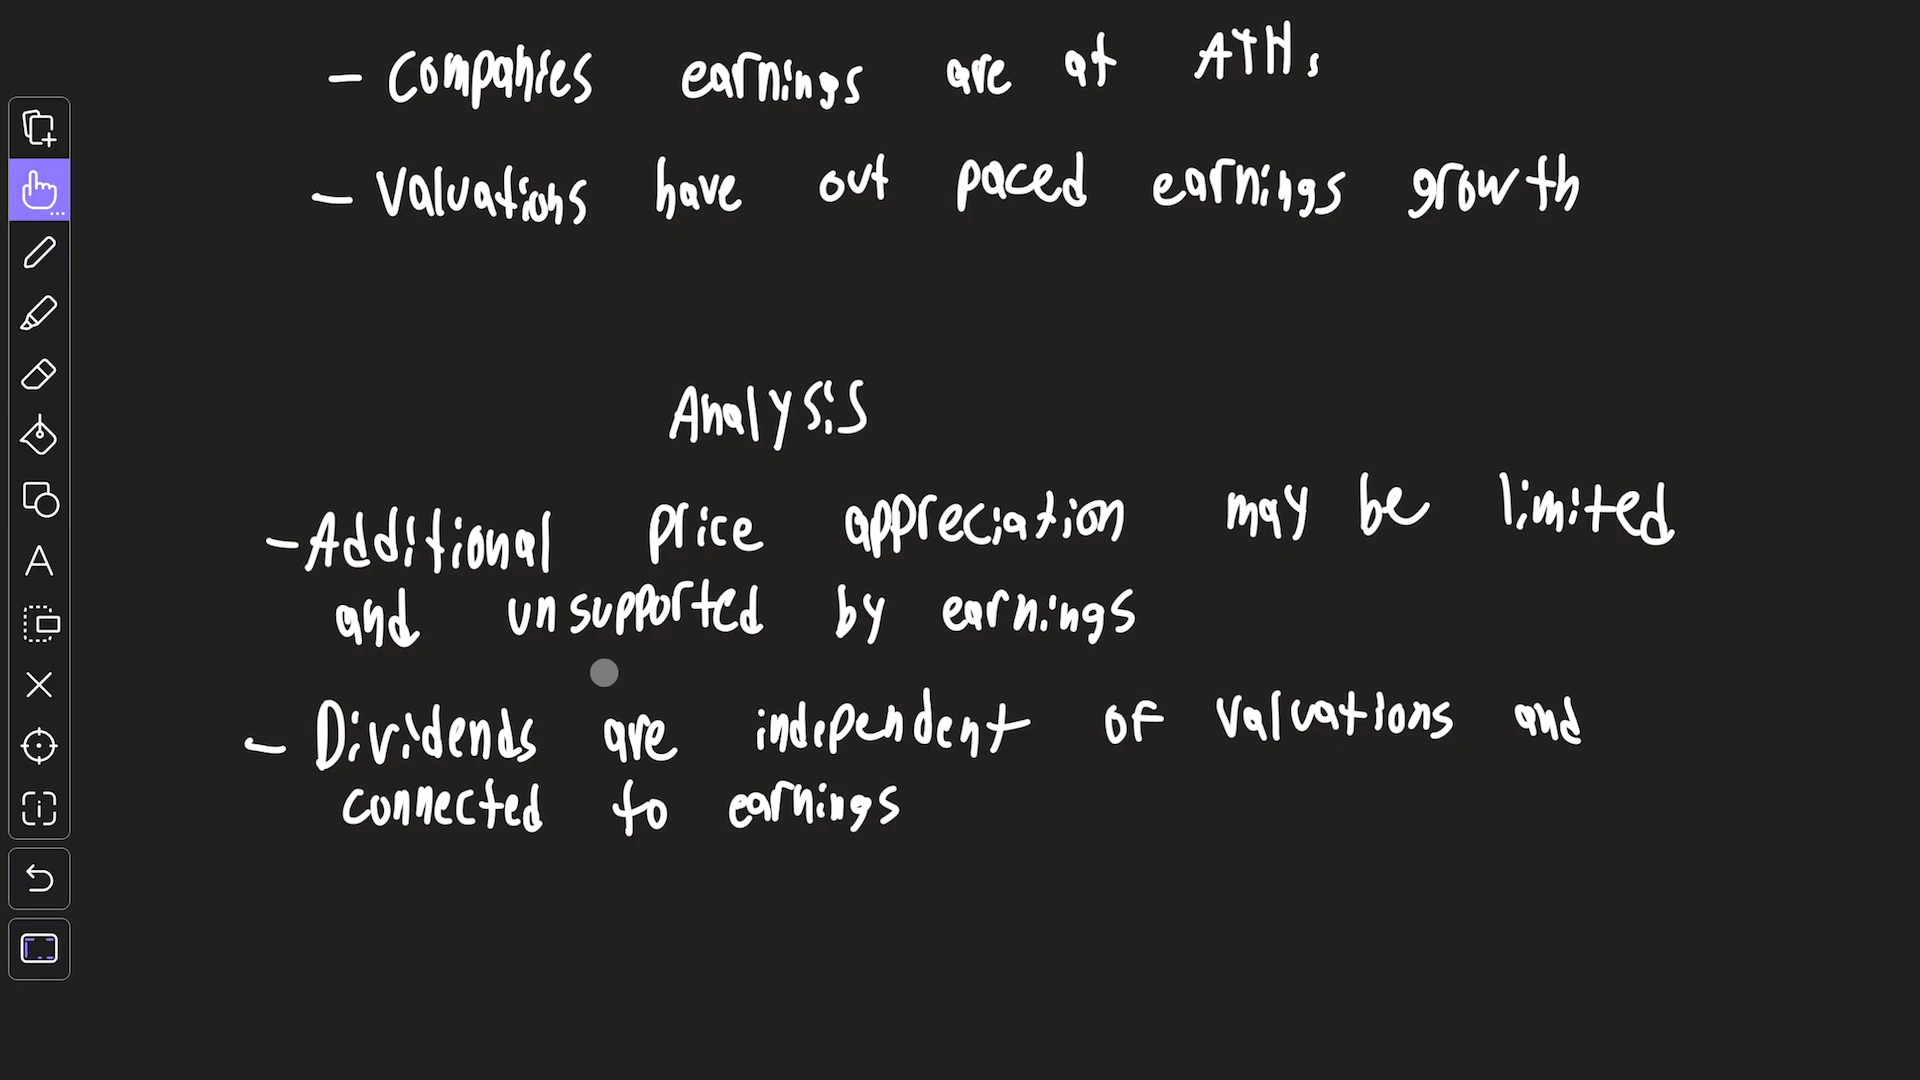 - Companies earnings are at ATHs
- Valuations have out paced earnings growth
Analysis
- Additional price appreciation may be limited
and unsupported by earnings
- Dividends are independent of valuations and
connected to earnings